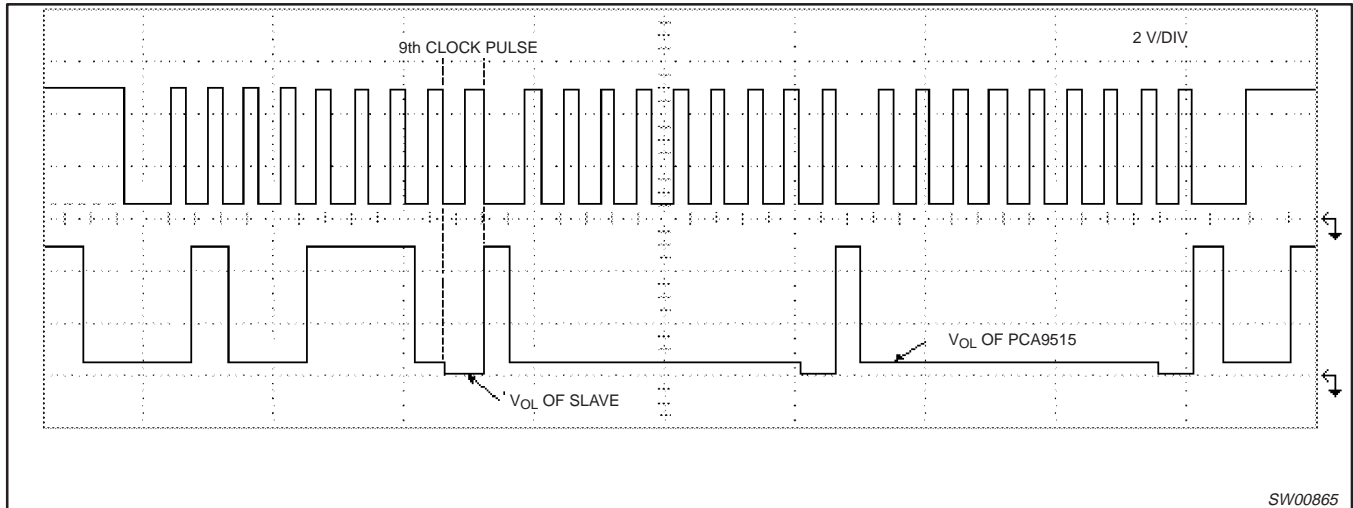 9th CLOCK PULSE
2 V/DIV
VOL OF PCA9515
VOL OF SLAVE
SW00865